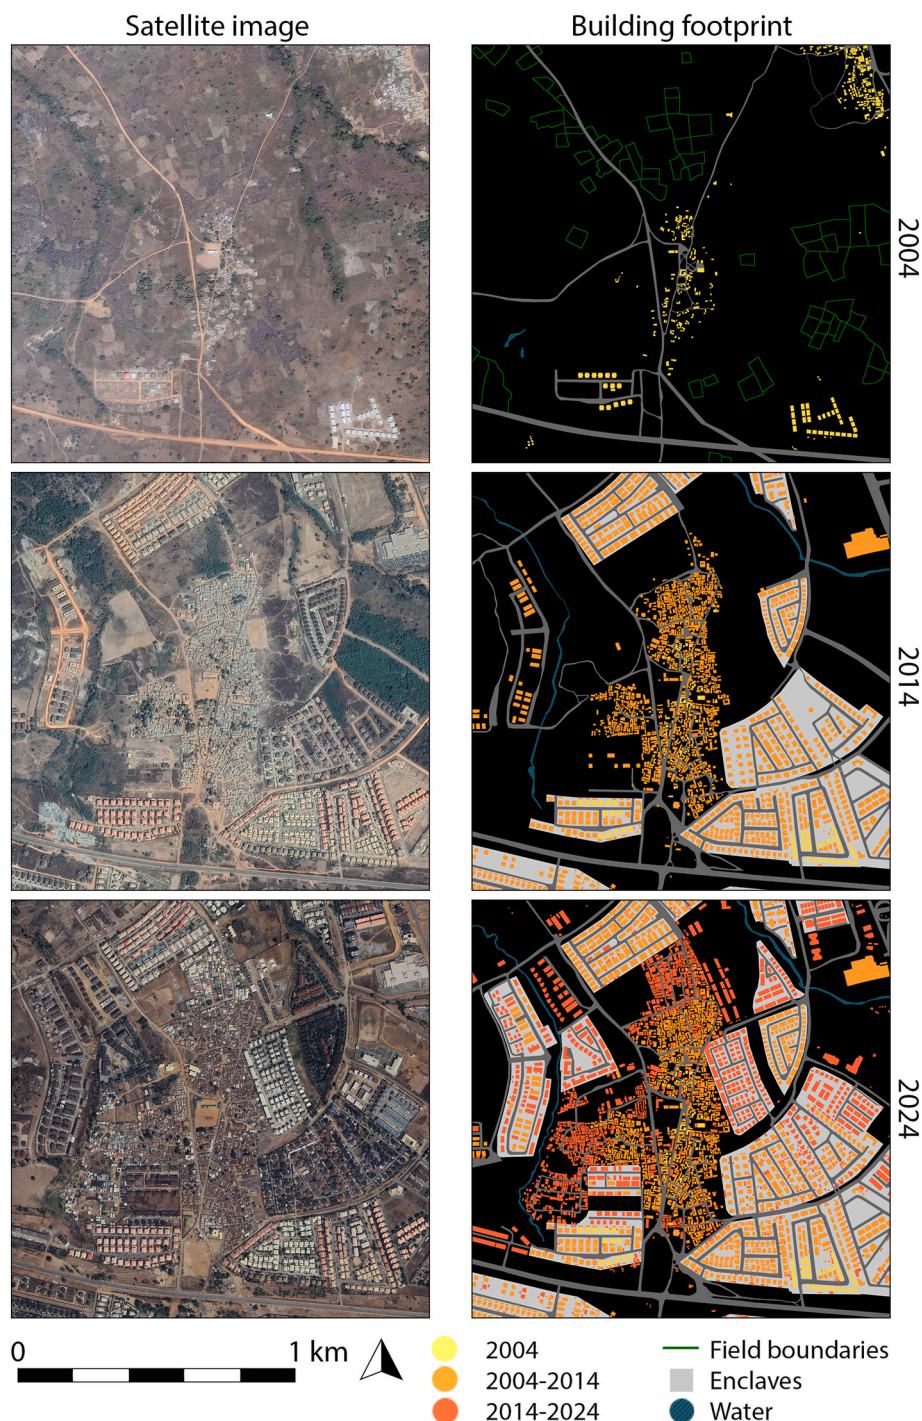 Satellite image
Building footprint
2004
2014
2024
0
1 km
2004
2004-2014
2014-2024
Field boundaries
Enclaves
Water